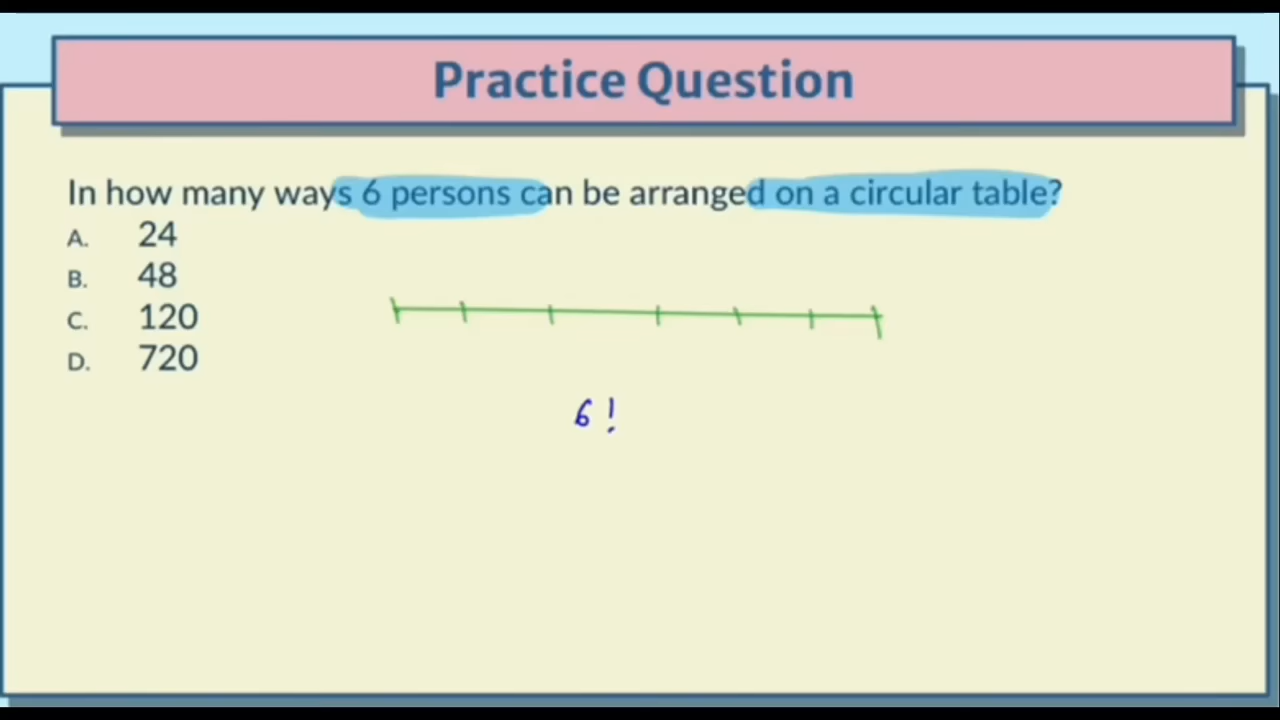 Practice Question
In how many ways 6 persons can be arranged on a circular table?
A. 24
B. 48
C. 120
D. 720
6!